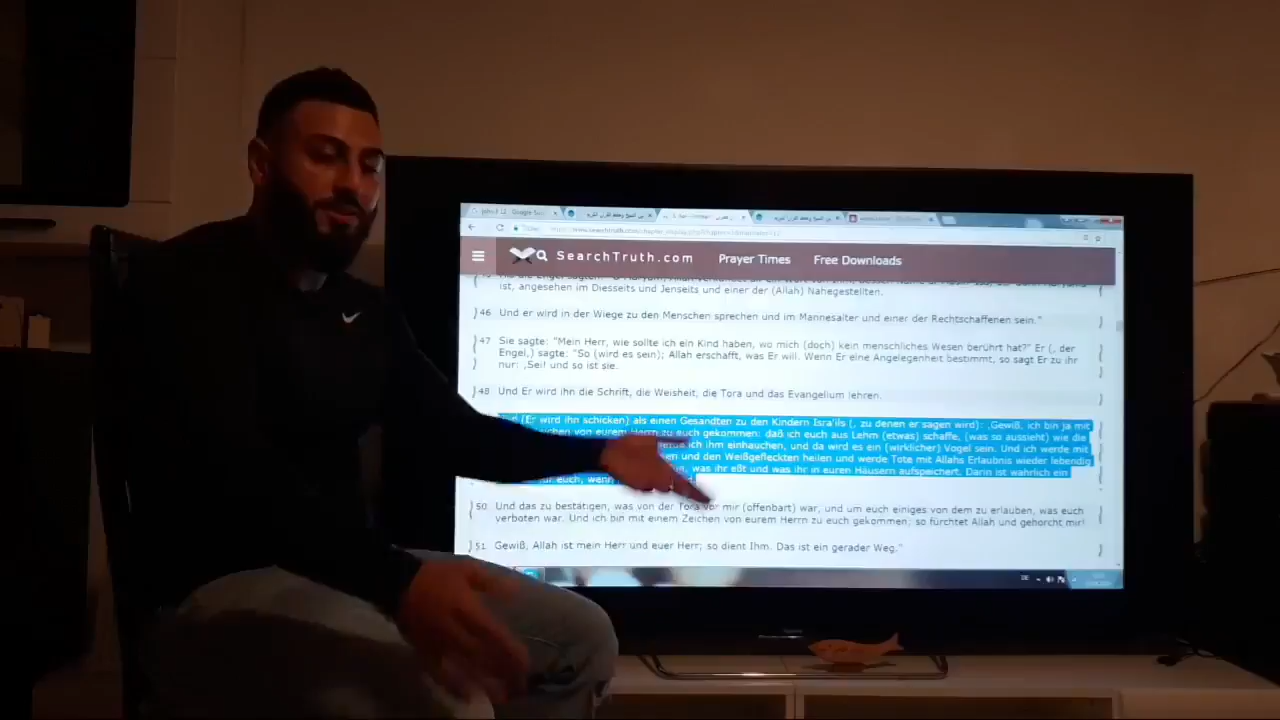 john 8 12 - Google Su
SearchTruth.com Prayer Times Free Downloads
ist, angesehen im Diesseits und Jenseits und einer der (Allah) Nahegestellten.
46 Und er wird in der Wiege zu den Menschen sprechen und im Mannesalter und einer der Rechtschaffenen sein."
47 Sie sagte: "Mein Herr, wie sollte ich ein Kind haben, wo mich (doch) kein menschliches Wesen berührt hat?" Er (, der
Engel,) sagte: "So (wird es sein); Allah erschafft, was Er will. Wenn Er eine Angelegenheit bestimmt, so sagt Er zu ihr
nur: ‚Sei! und so ist sie.
48 Und Er wird ihn die Schrift, die Weisheit, die Tora und das Evangelium lehren.
(Er wird ihn schicken) als einen Gesandten zu den Kindern Isra'ils (, zu denen er sagen wird): ‚Gewiß, ich bin ja mit
von eurem Herrn zu euch gekommen: daß ich euch aus Lehm (etwas) schaffe, (was so aussieht) wie die
ich ihm einhauchen, und da wird es ein (wirklicher) Vogel sein. Und ich werde mit
und den Weißgefleckten heilen und werde Tote mit Allahs Erlaubnis wieder lebendig
was ihr eßt und was ihr in euren Häusern aufspeichert. Darin ist wahrlich ein
für euch, wenn
50 Und das zu bestätigen, was von der Tora vor mir (offenbart) war, und um euch einiges von dem zu erlauben, was euch
verboten war. Und ich bin mit einem Zeichen von eurem Herrn zu euch gekommen; so fürchtet Allah und gehorcht mir!
51 Gewiß, Allah ist mein Herr und euer Herr; so dient Ihm. Das ist ein gerader Weg."
DE